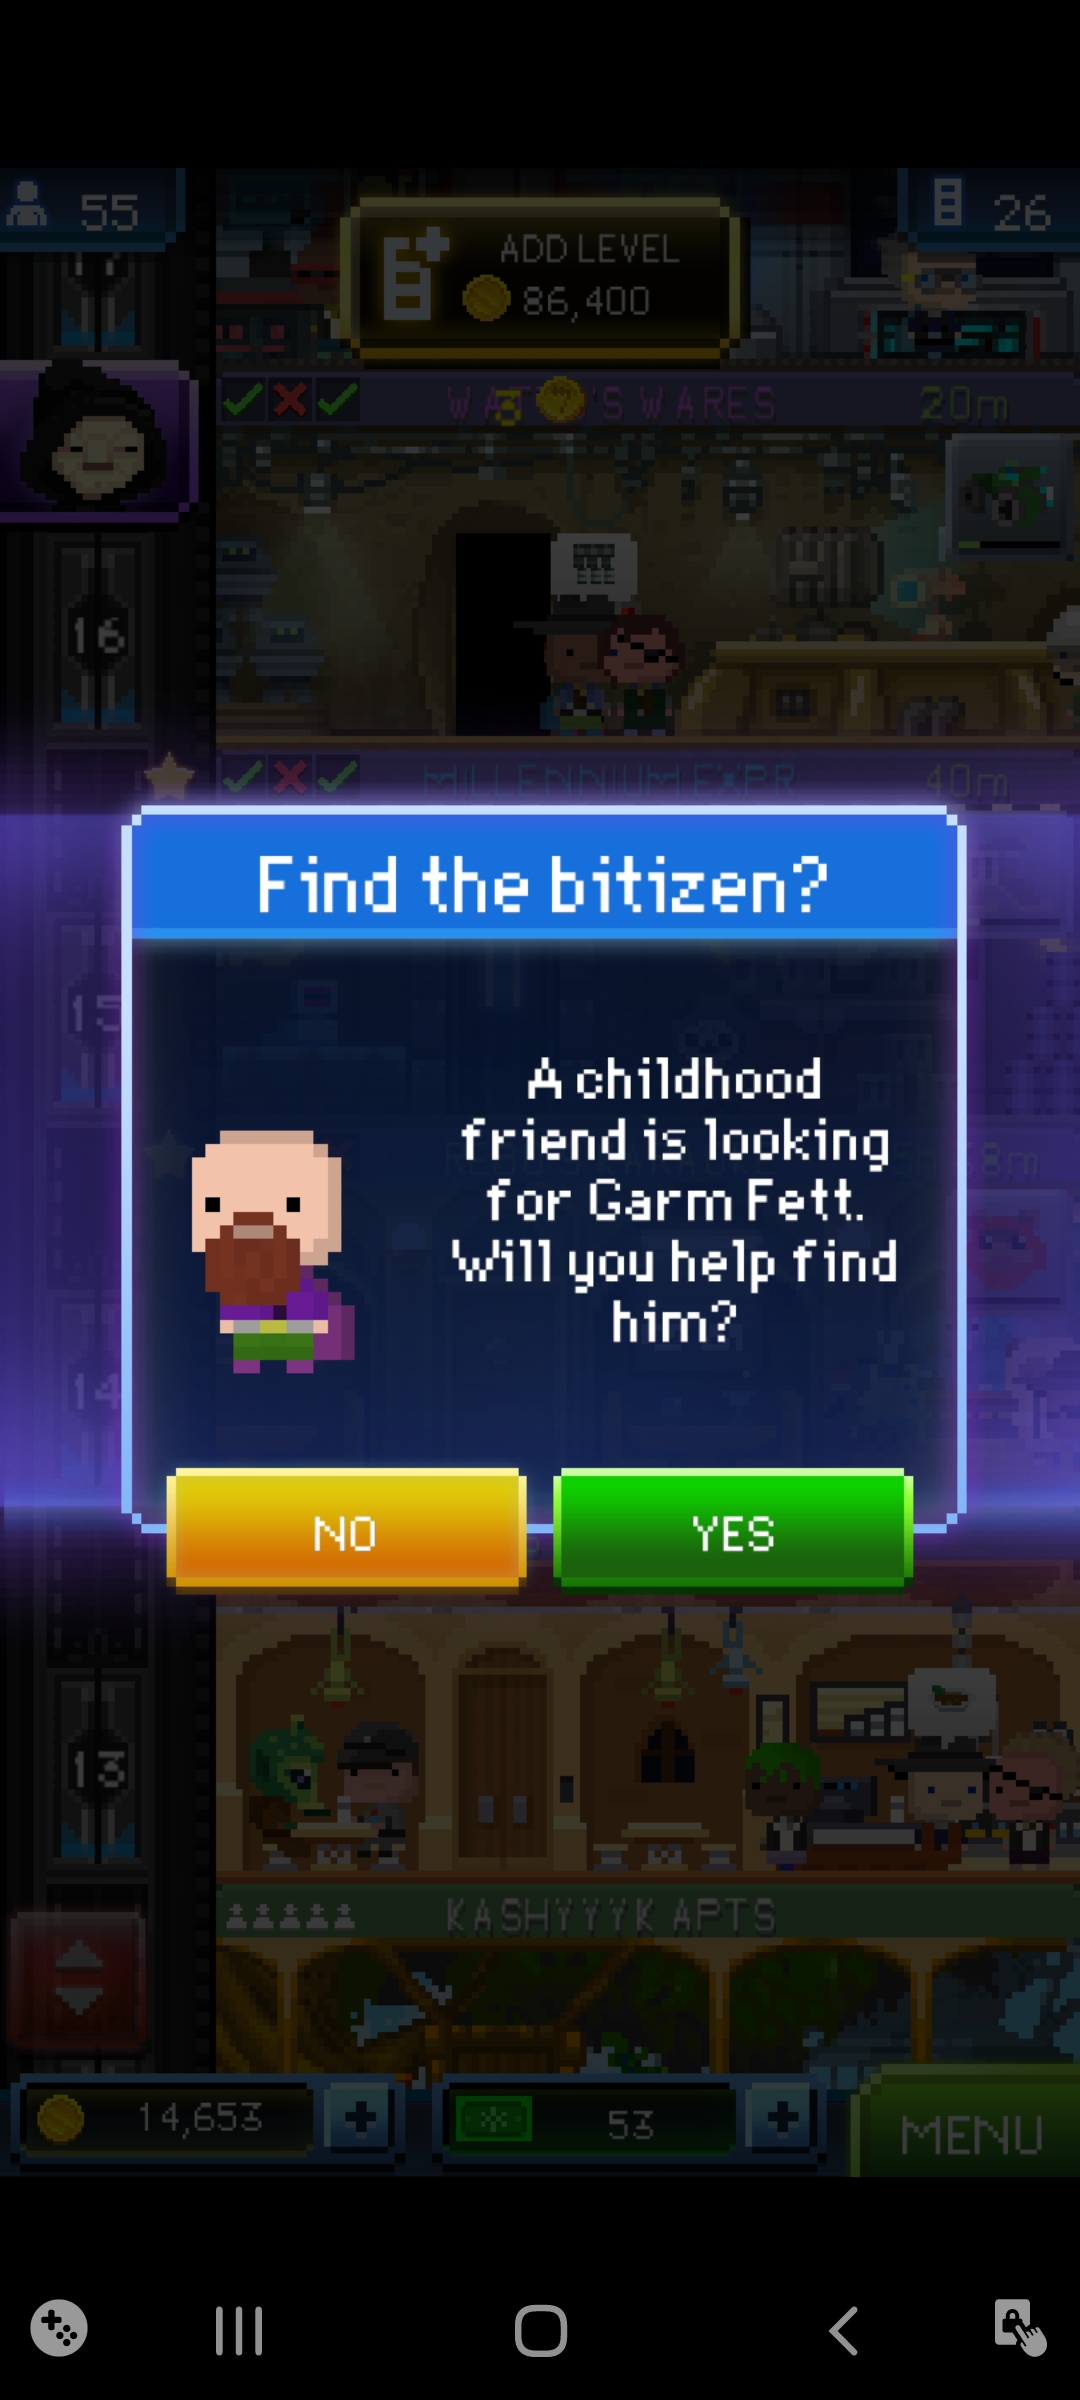 55
ADD LEVEL
86,400
26
3
'S WARES
20m
16
MILLENNIUM EXPR
40m
Find the bitizen?
15
A childhood
friend is looking
for Garm Fett.
Will you help find
him?
14
NO
YES
13
KASHYYYK APTS
14,653
53
MENU